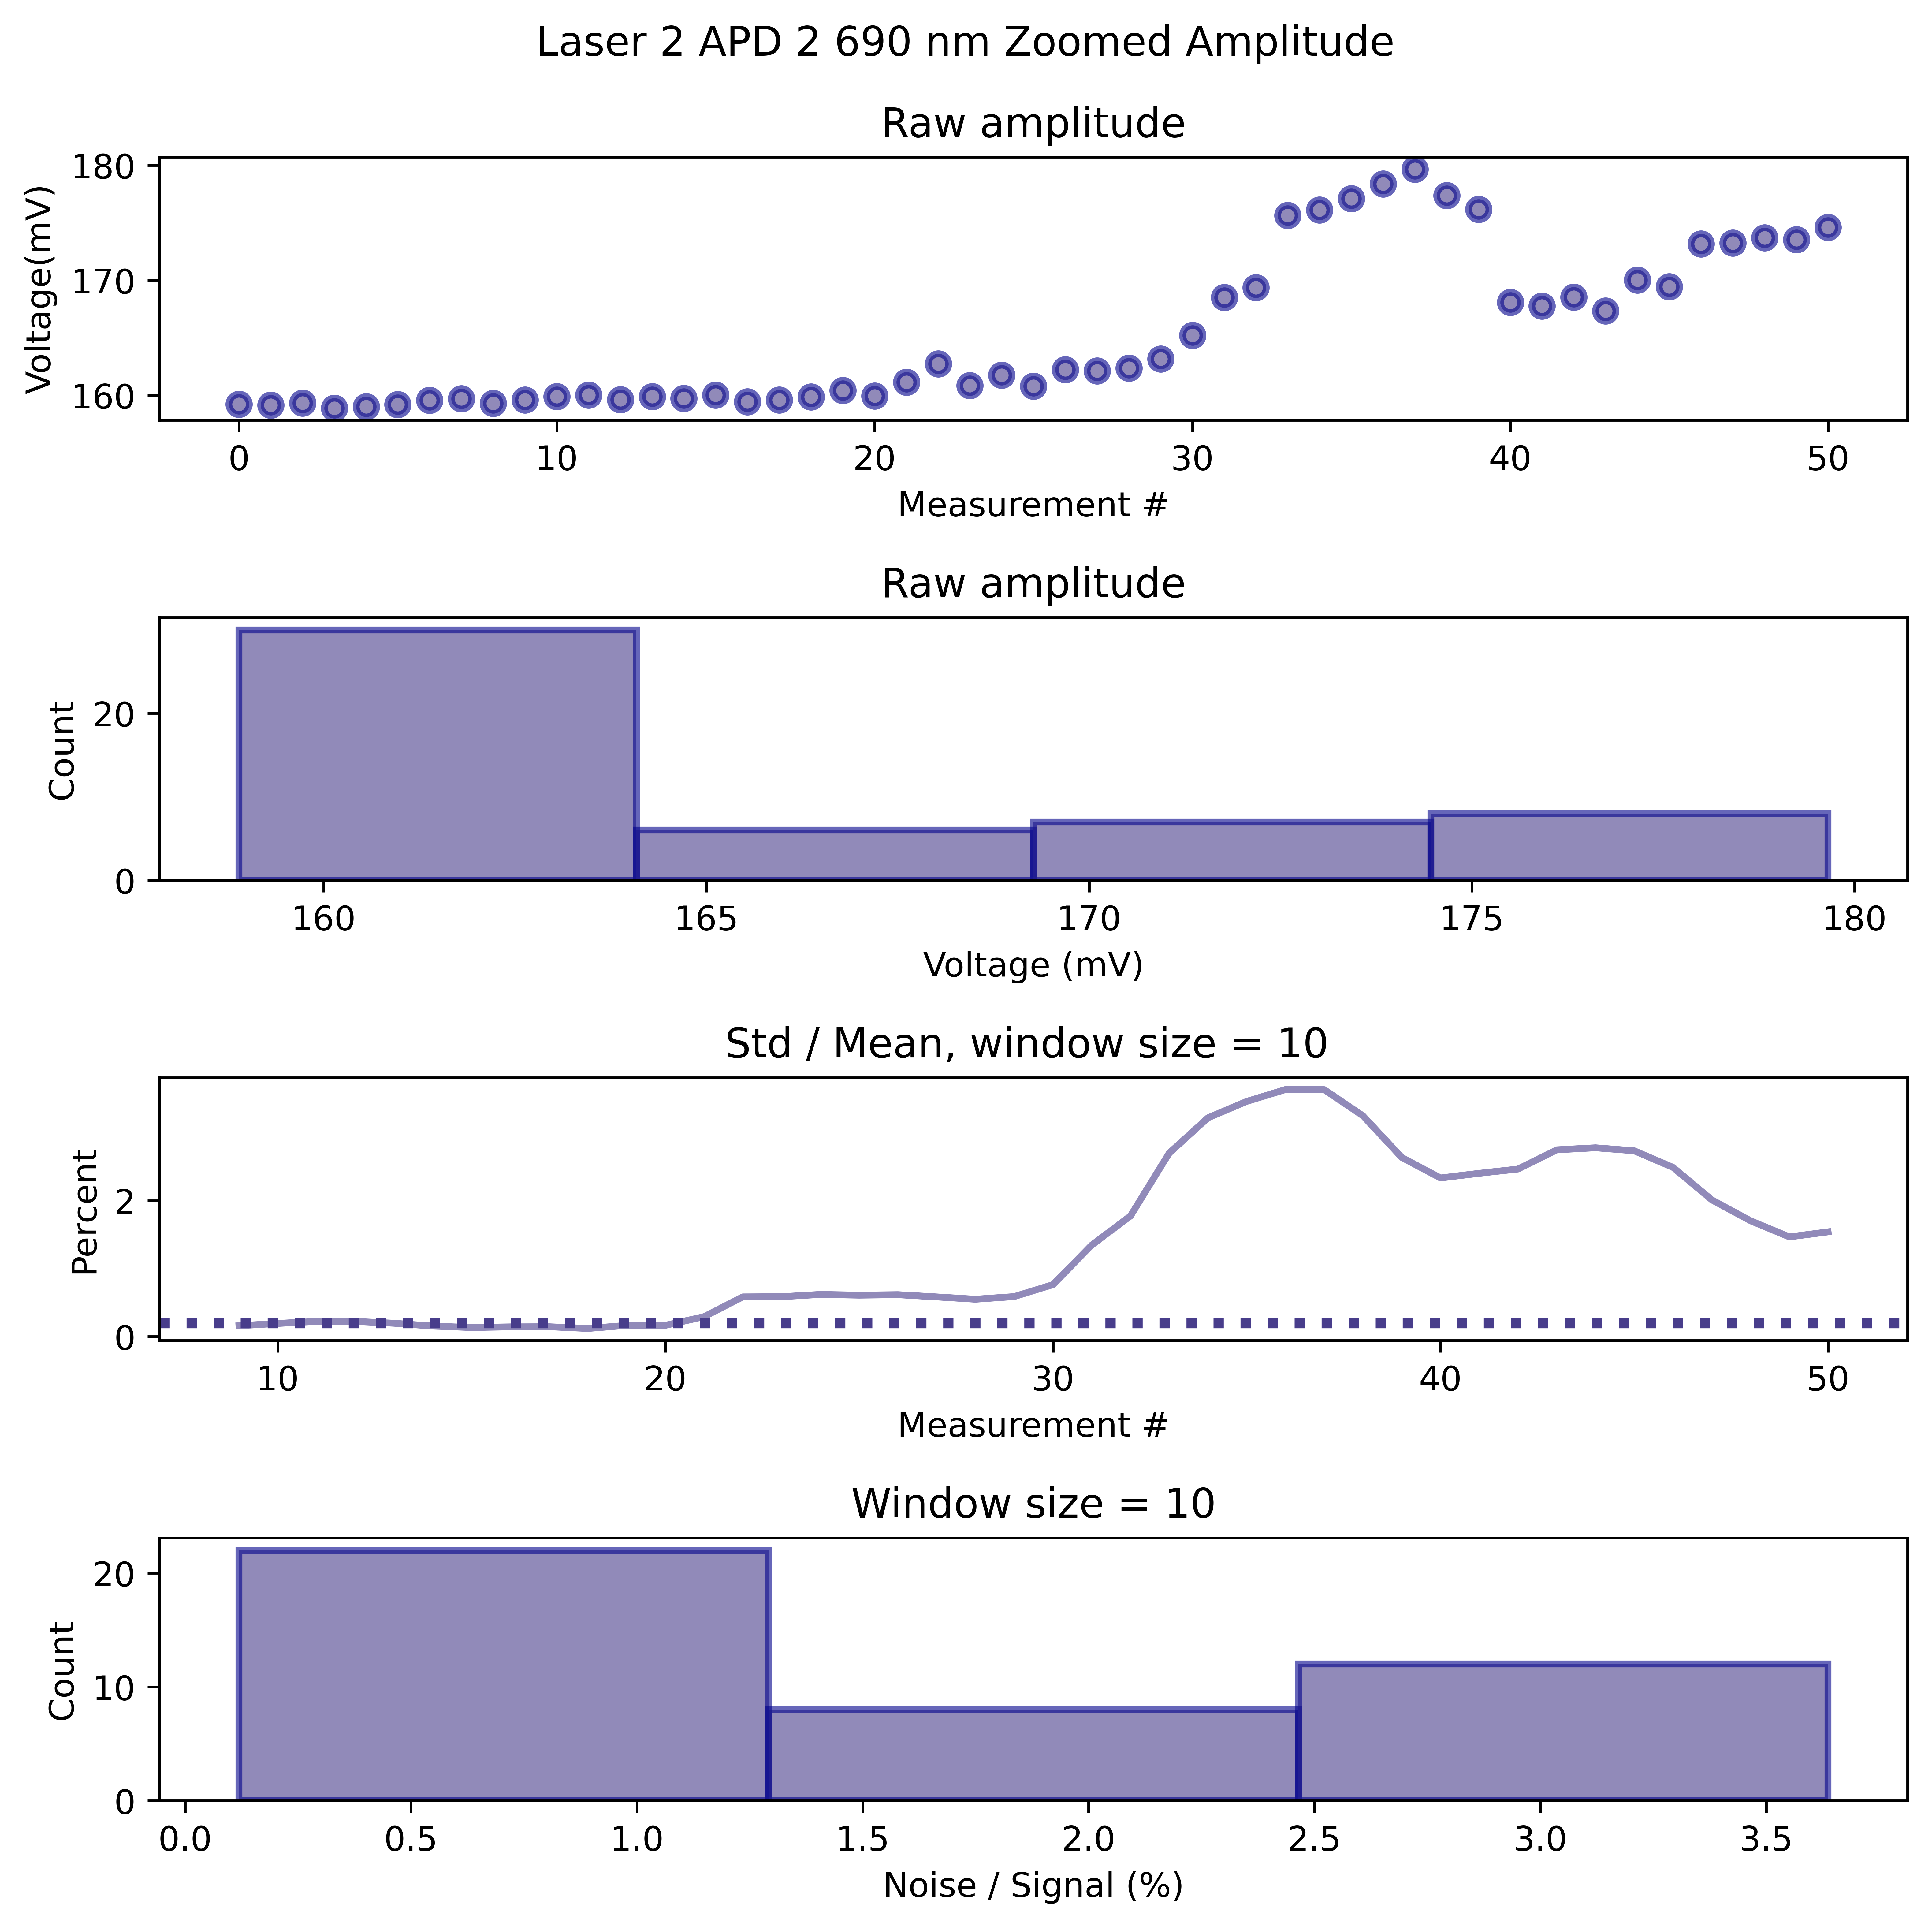 Laser 2 APD 2 690 nm Zoomed Amplitude
Raw amplitude
Voltage(mV)
180
170
160
0 10 20 30 40 50
Measurement #
Raw amplitude
Count
20
0
160 165 170 175 180
Voltage (mV)
Std / Mean, window size = 10
Percent
2
0
10 20 30 40 50
Measurement #
Window size = 10
Count
20
10
0
0.0 0.5 1.0 1.5 2.0 2.5 3.0 3.5
Noise / Signal (%)